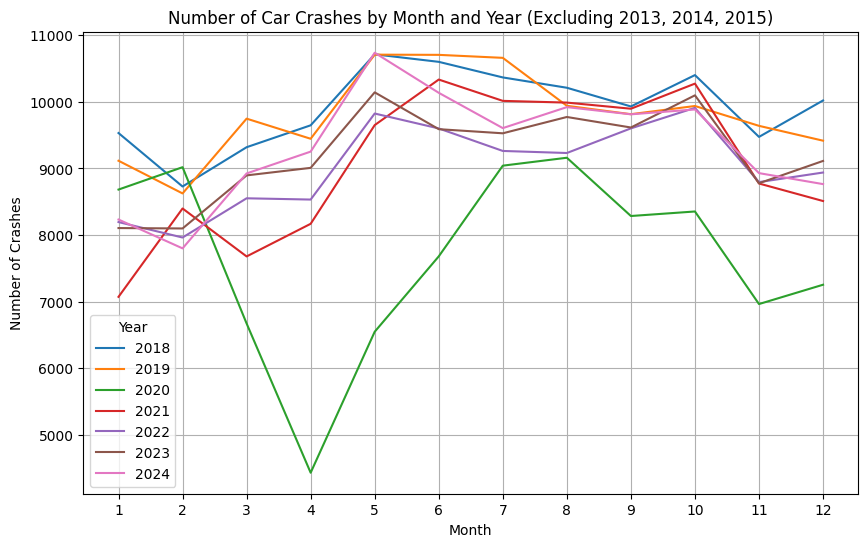 Number of Car Crashes by Month and Year (Excluding 2013, 2014, 2015)
11000
10000
9000
8000
7000
6000
5000
Number of Crashes
Year
2018
2019
2020
2021
2022
2023
2024
1 2 3 4 5 6 7 8 9 10 11 12
Month